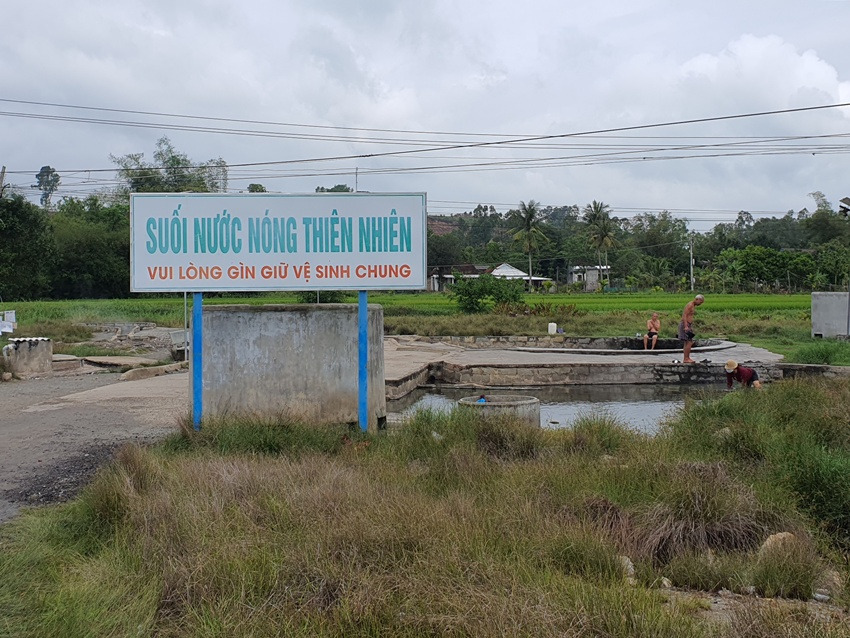 SUỐI NƯỚC NÓNG THIÊN NHIÊN
VUI LÒNG GÌN GIỮ VỆ SINH CHUNG